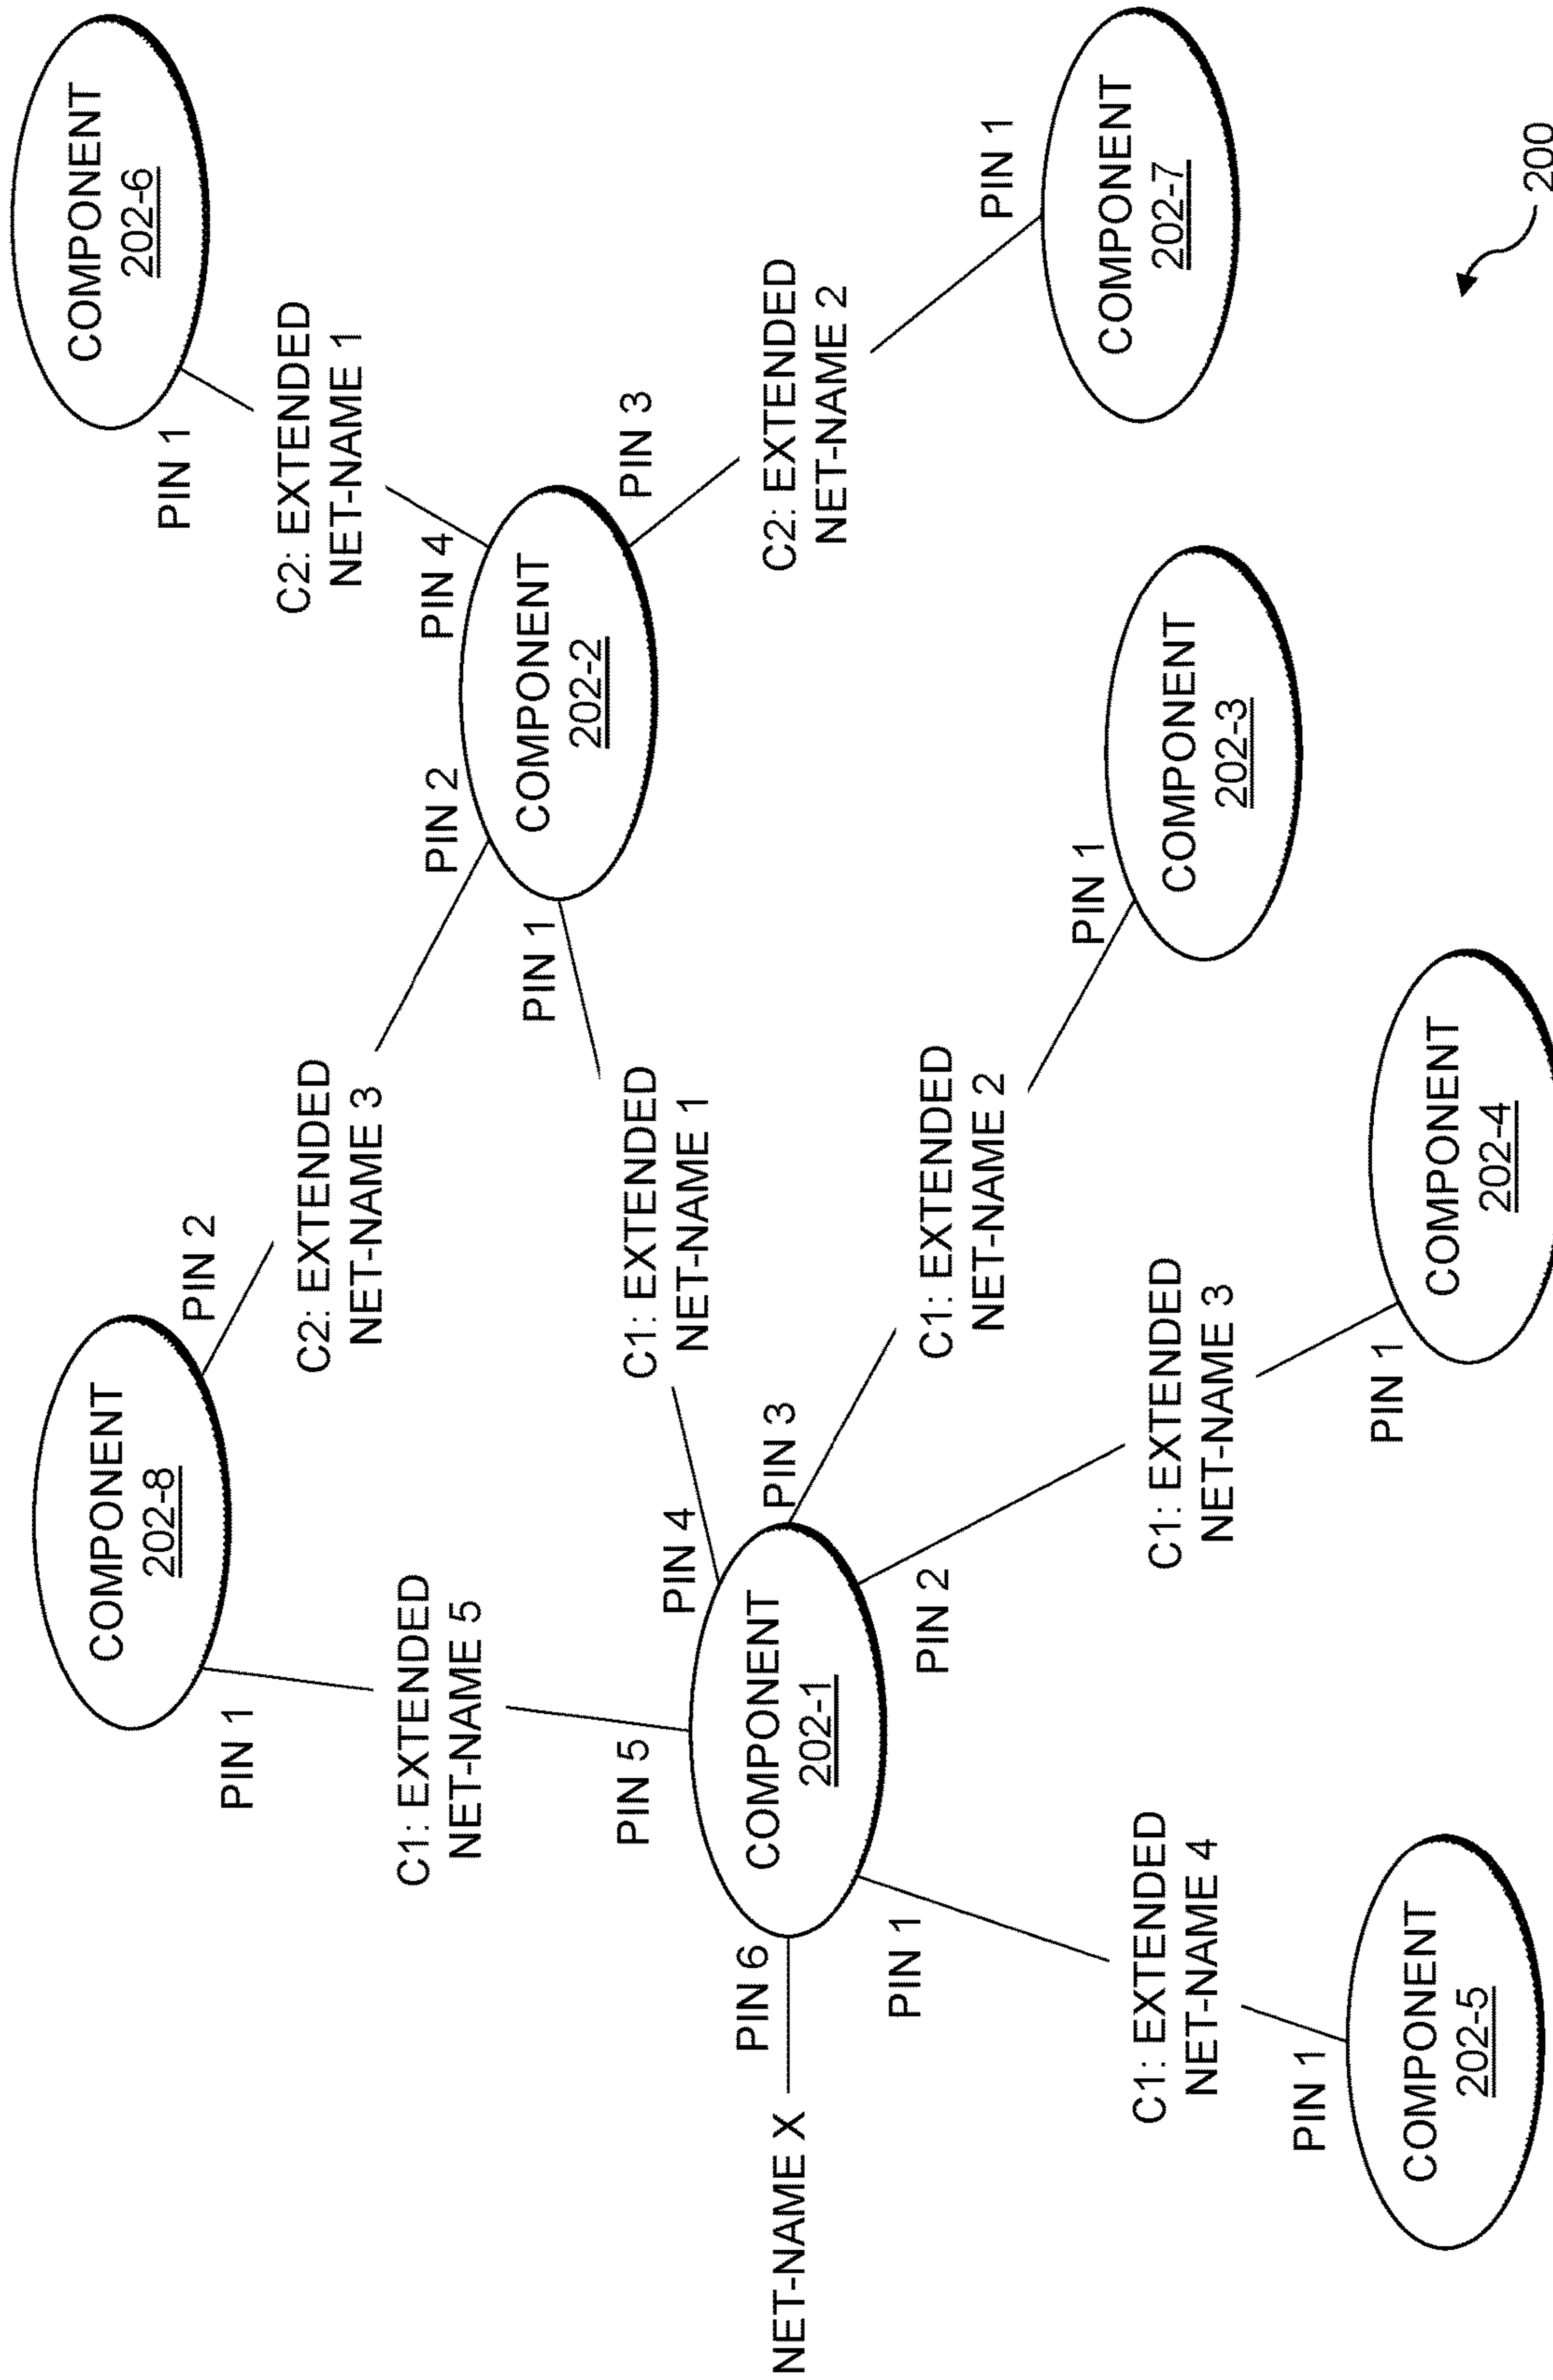 COMPONENT
202-8
PIN 1
PIN 2
COMPONENT
202-6
PIN 1
C2: EXTENDED
NET-NAME 1
C2: EXTENDED
NET-NAME 3
PIN 2
PIN 4
COMPONENT
202-2
PIN 1
PIN 3
C1: EXTENDED
NET-NAME 5
PIN 5
C1: EXTENDED
NET-NAME 1
PIN 4
C2: EXTENDED
NET-NAME 2
NET-NAME X
PIN 6
COMPONENT
202-1
PIN 3
PIN 1
PIN 2
C1: EXTENDED
NET-NAME 2
PIN 1
COMPONENT
202-7
PIN 1
COMPONENT
202-3
C1: EXTENDED
NET-NAME 4
C1: EXTENDED
NET-NAME 3
PIN 1
COMPONENT
202-5
PIN 1
COMPONENT
202-4
200